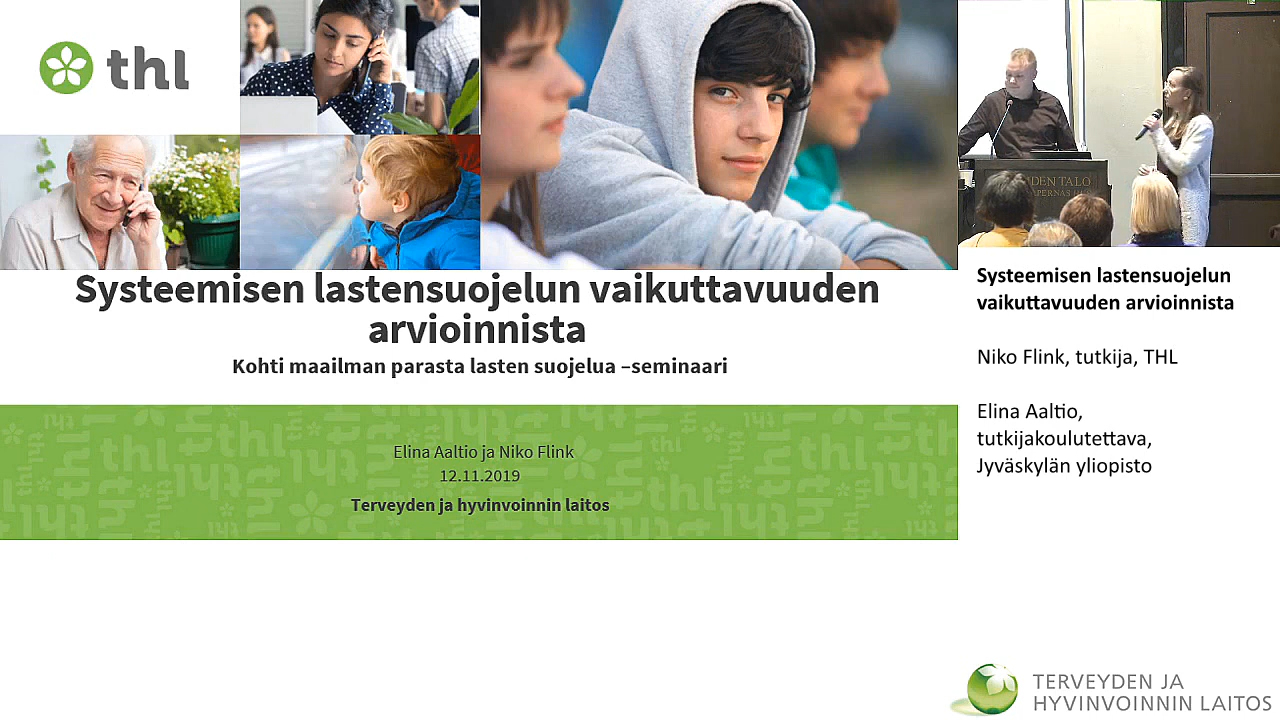 thl
Systeemisen lastensuojelun vaikuttavuuden
arvioinnista
Kohti maailman parasta lasten suojelua –seminaari
Elina Aaltio ja Niko Flink
12.11.2019
Terveyden ja hyvinvoinnin laitos
DEN TALO
Systeemisen lastensuojelun
vaikuttavuuden arvioinnista
Niko Flink, tutkija, THL
Elina Aaltio,
tutkijakoulutettava,
Jyväskylän yliopisto
TERVEYDEN JA
HYVINVOINNIN LAITOS